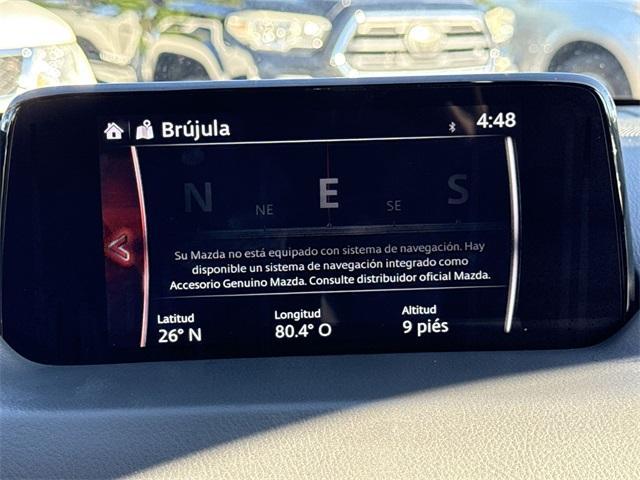 Brújula
4:48
N NE E SE S
Su Mazda no está equipado con sistema de navegación. Hay
disponible un sistema de navegación integrado como
Accesorio Genuino Mazda. Consulte distribuidor oficial Mazda.
Latitud Longitud Altitud
26° N 80.4° O 9 piés